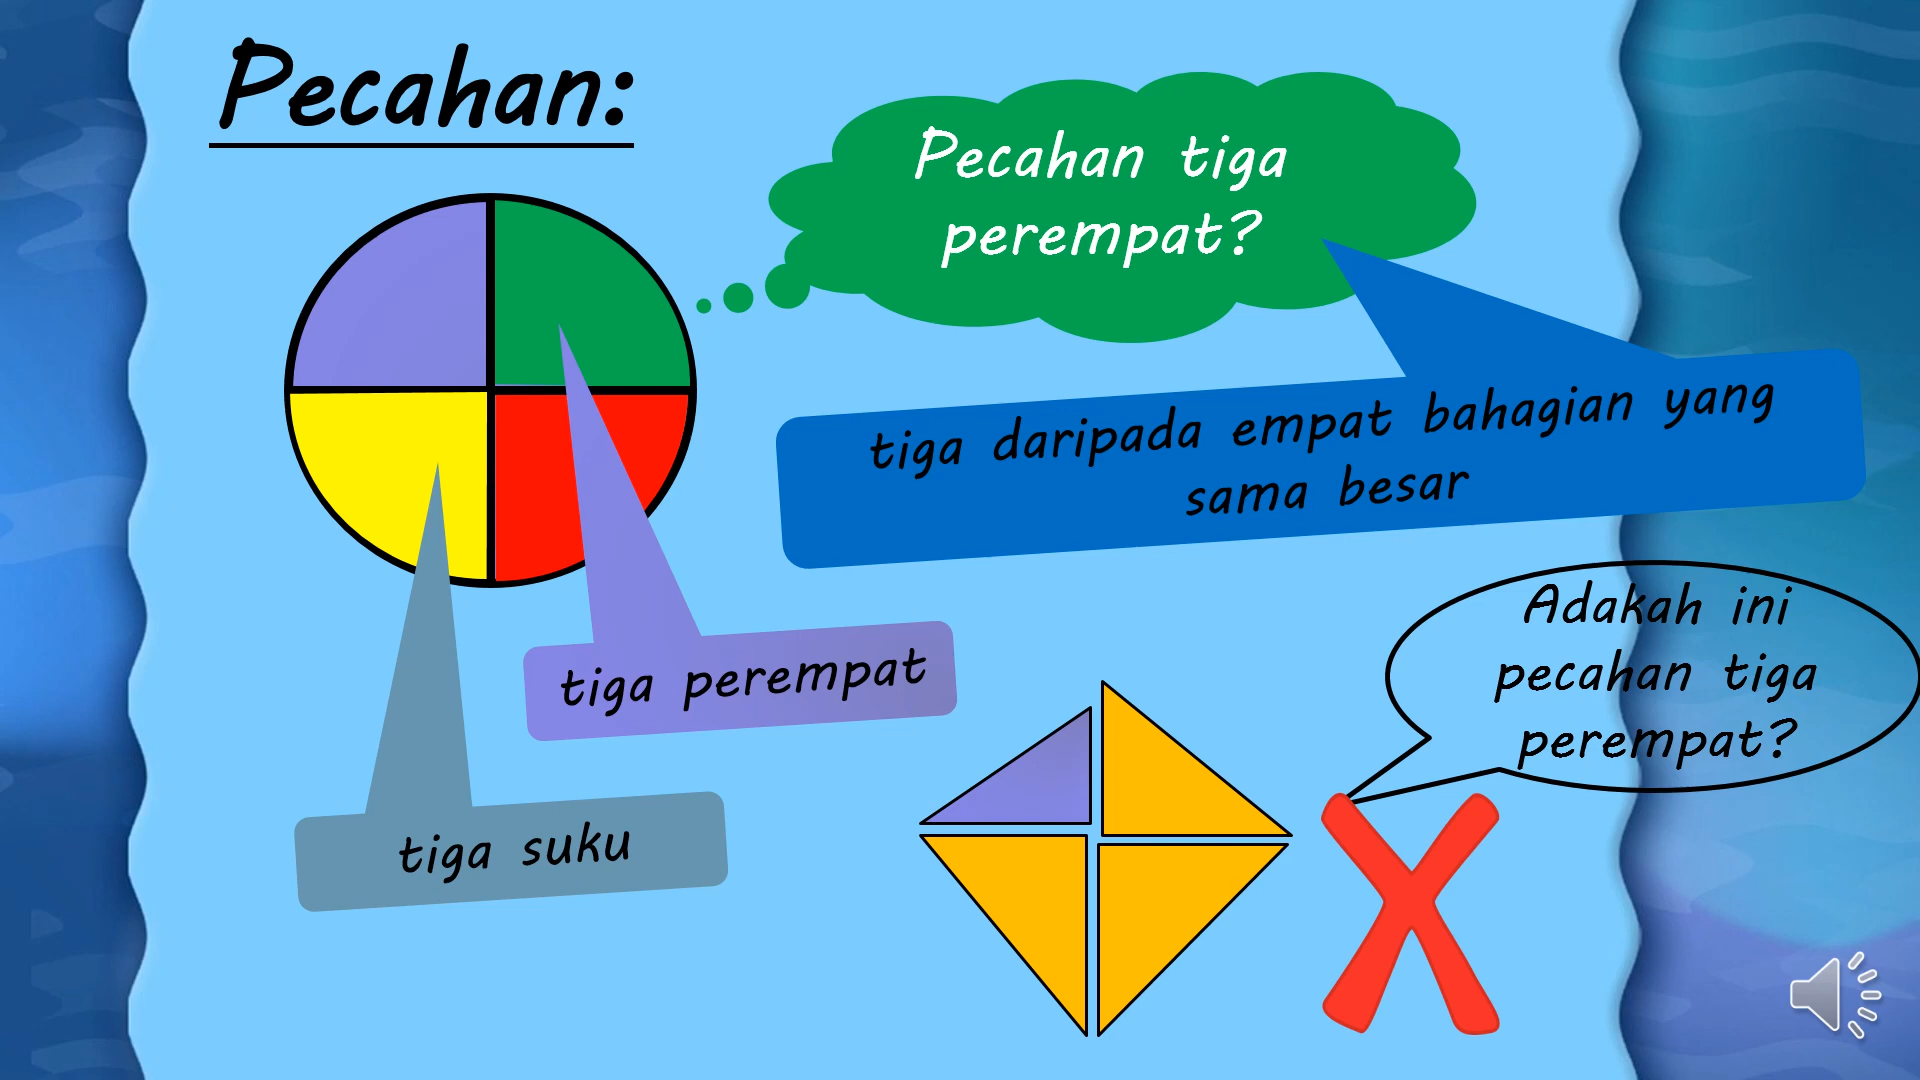 Pecahan:
Pecahan tiga
perempat?
tiga daripada empat bahagian yang
sama besar
tiga perempat
tiga suku
Adakah ini
pecahan tiga
perempat?